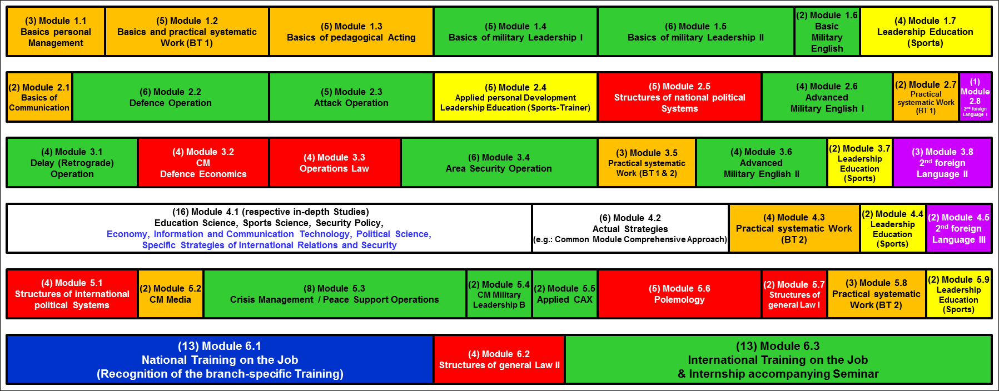 (3) Module 1.1
Basics personal
Management
(5) Module 1.2
Basics and practical systematic
Work (BT 1)
(5) Module 1.3
Basics of pedagogical Acting
(5) Module 1.4
Basics of military Leadership I
(6) Module 1.5
Basics of military Leadership II
(2) Module 1.6
Basic
Military
English
(4) Module 1.7
Leadership Education
(Sports)
(2) Module 2.1
Basics of
Communication
(6) Module 2.2
Defence Operation
(5) Module 2.3
Attack Operation
(5) Module 2.4
Applied personal Development
Leadership Education (Sports-Trainer)
(5) Module 2.5
Structures of national political
Systems
(4) Module 2.6
Advanced
Military English I
(2) Module 2.7
Practical
systematic Work
(BT 1)
(1)
Module
2.8
2nd foreign
Language I
(4) Module 3.1
Delay (Retrograde)
Operation
(4) Module 3.2
CM
Defence Economics
(4) Module 3.3
Operations Law
(6) Module 3.4
Area Security Operation
(3) Module 3.5
Practical systematic
Work (BT 1 & 2)
(4) Module 3.6
Advanced
Military English II
(2) Module 3.7
Leadership
Education
(Sports)
(3) Module 3.8
2nd foreign
Language II
(16) Module 4.1 (respective in-depth Studies)
Education Science, Sports Science, Security Policy,
Economy, Information and Communication Technology, Political Science,
Specific Strategies of international Relations and Security
(6) Module 4.2
Actual Strategies
(e.g.: Common Module Comprehensive Approach)
(4) Module 4.3
Practical systematic Work
(BT 2)
(2) Module 4.4
Leadership
Education
(Sports)
(2) Module 4.5
2nd foreign
Language III
(4) Module 5.1
Structures of international
political Systems
(2) Module 5.2
CM Media
(8) Module 5.3
Crisis Management / Peace Support Operations
(2) Module 5.4
CM Military
Leadership B
(2) Module 5.5
Applied CAX
(5) Module 5.6
Polemology
(2) Module 5.7
Structures of
general Law I
(3) Module 5.8
Practical systematic
Work (BT 2)
(2) Module 5.9
Leadership
Education
(Sports)
(13) Module 6.1
National Training on the Job
(Recognition of the branch-specific Training)
(4) Module 6.2
Structures of general Law II
(13) Module 6.3
International Training on the Job
& Internship accompanying Seminar